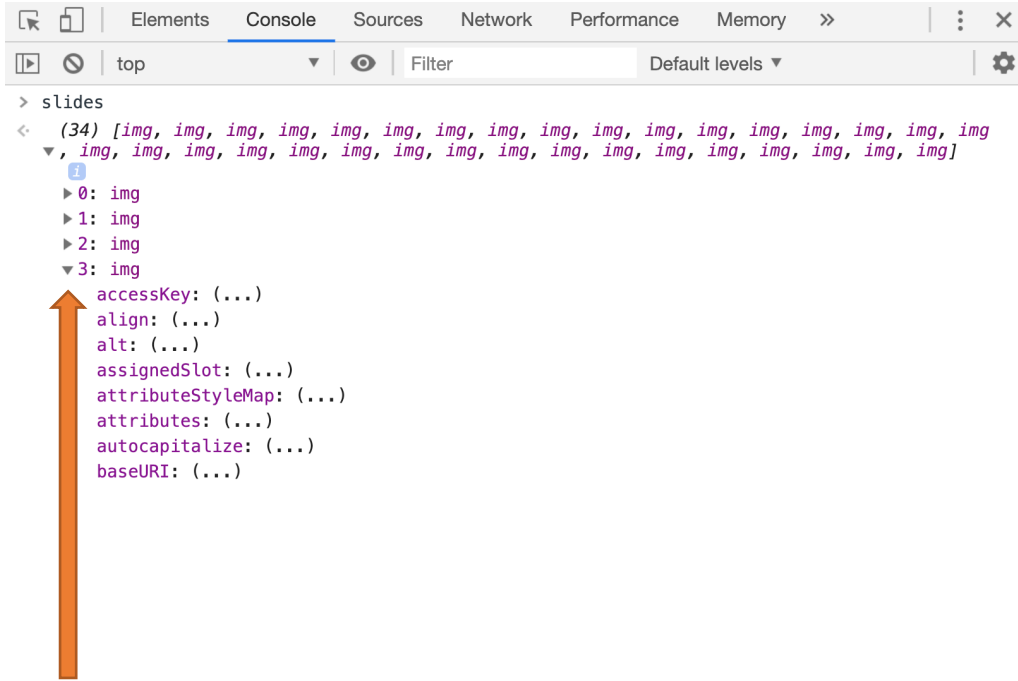 Elements Console Sources Network Performance Memory »
top Filter Default levels
> slides
(34) [img, img, img, img, img, img, img, img, img, img, img, img, img, img, img, img, img
, img, img, img, img, img, img, img, img, img, img, img, img, img, img, img, img, img]
i
0: img
1: img
2: img
3: img
accessKey: (...)
align: (...)
alt: (...)
assignedSlot: (...)
attributeStyleMap: (...)
attributes: (...)
autocapitalize: (...)
baseURI: (...)